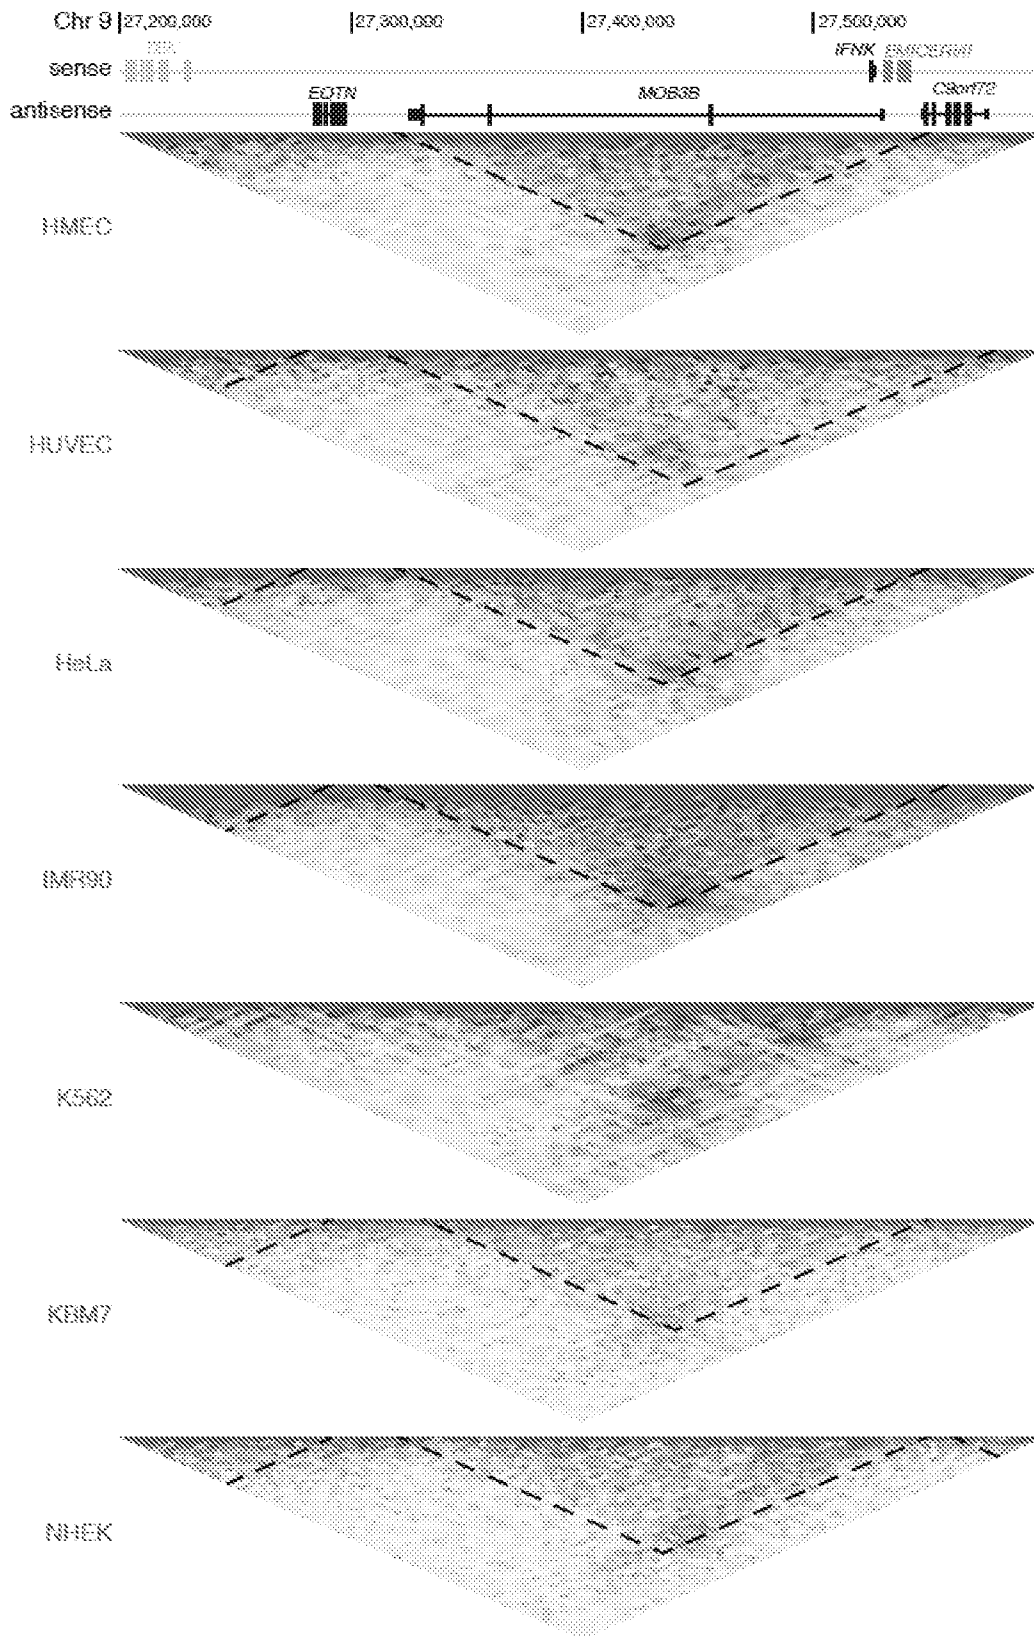 Chr 9 |27,200,000 |27,300,000 |27,400,000 |27,500,000
IFNK
sense
EQTN MOB3B C9orf72
antisense
HMEC
HUVEC
HeLa
IMR90
K562
KBM7
NHEK